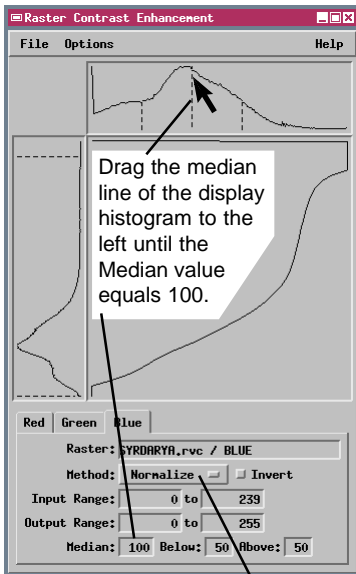 Raster Contrast Enhancement
File Options Help
Drag the median
line of the display
histogram to the
left until the
Median value
equals 100.
Red Green Blue
Raster: SYRDARYA.rvc / BLUE
Method: Normalize Invert
Input Range: 0 to 239
Output Range: 0 to 255
Median: 100 Below: 50 Above: 50